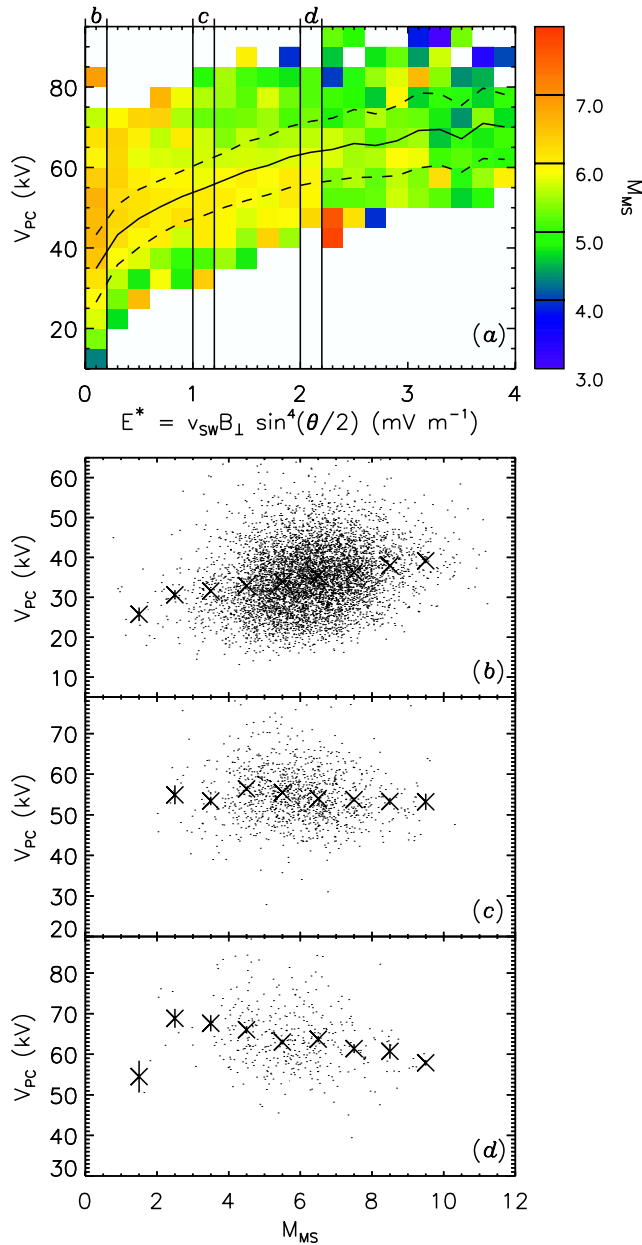 b c d
80
60
40
20
V_PC (kV)
(a)
7.0
6.0
5.0
4.0
3.0
M_MS
0 1 2 3 4
E* = v_SW B_⊥ sin⁴(θ/2) (mV m⁻¹)
60
50
40
30
20
10
V_PC (kV)
(b)
70
60
50
40
30
20
V_PC (kV)
(c)
80
70
60
50
40
30
V_PC (kV)
(d)
0 2 4 6 8 10 12
M_MS